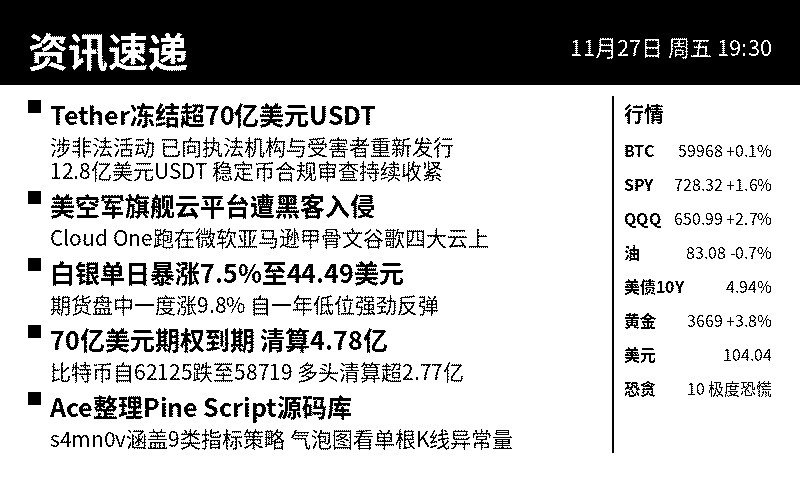 资讯速递
11月27日 周五 19:30
Tether冻结超70亿美元USDT
涉非法活动 已向执法机构与受害者重新发行
12.8亿美元USDT 稳定币合规审查持续收紧
美空军旗舰云平台遭黑客入侵
Cloud One跑在微软亚马逊甲骨文谷歌四大云上
白银单日暴涨7.5%至44.49美元
期货盘中一度涨9.8% 自一年低位强劲反弹
70亿美元期权到期 清算4.78亿
比特币自62125跌至58719 多头清算超2.77亿
Ace整理Pine Script源码库
s4mn0v涵盖9类指标策略 气泡图看单根K线异常量
行情
BTC 59968 +0.1%
SPY 728.32 +1.6%
QQQ 650.99 +2.7%
油 83.08 -0.7%
美债10Y 4.94%
黄金 3669 +3.8%
美元 104.04
恐贪 10 极度恐慌